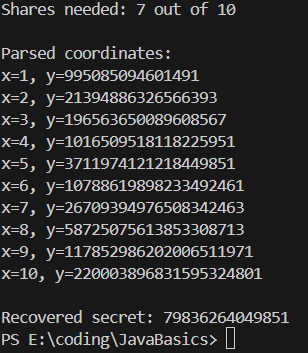 Shares needed: 7 out of 10
Parsed coordinates:
x=1, y=995085094601491
x=2, y=21394886326566393
x=3, y=196563650089608567
x=4, y=1016509518118225951
x=5, y=3711974121218449851
x=6, y=10788619898233492461
x=7, y=26709394976508342463
x=8, y=58725075613853308713
x=9, y=117852986202006511971
x=10, y=220003896831595324801
Recovered secret: 79836264049851
PS E:\coding\JavaBasics>